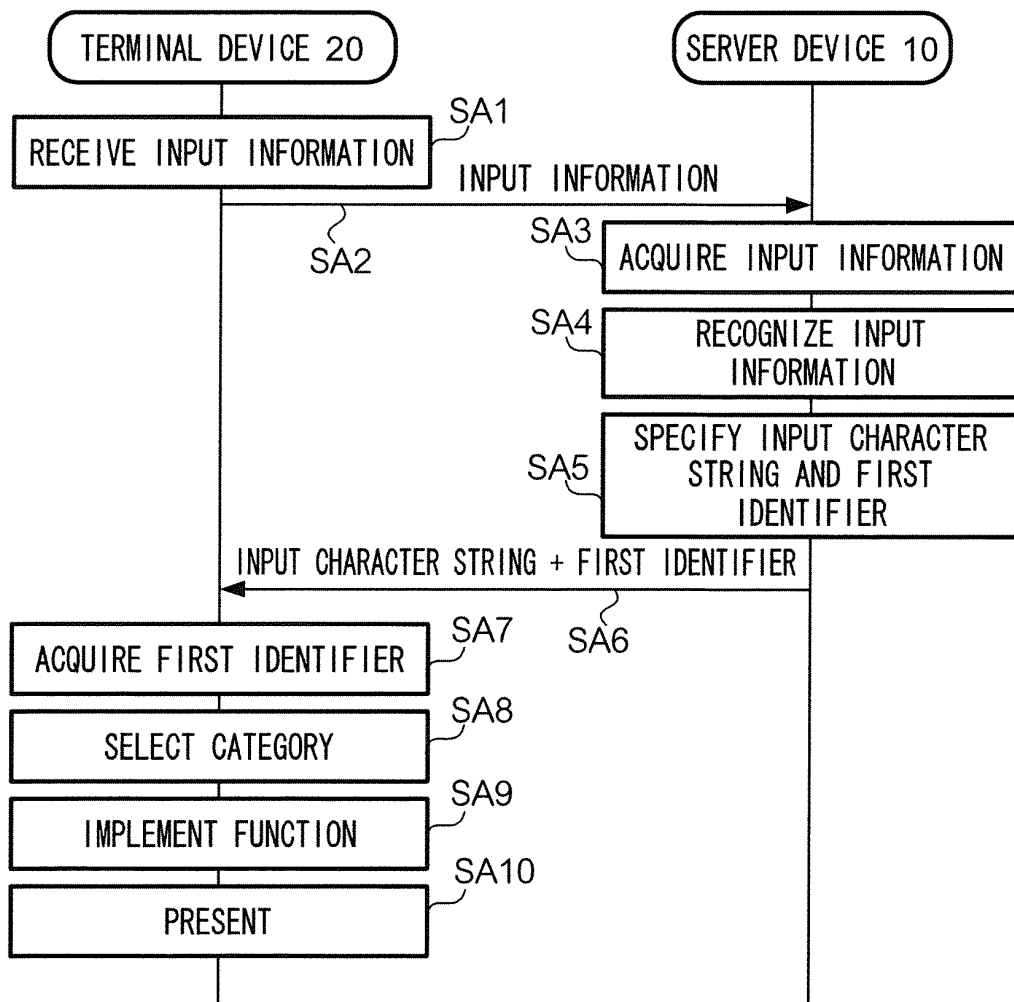 TERMINAL DEVICE 20
SERVER DEVICE 10
SA1
RECEIVE INPUT INFORMATION
INPUT INFORMATION
SA2
SA3
ACQUIRE INPUT INFORMATION
SA4
RECOGNIZE INPUT
INFORMATION
SA5
SPECIFY INPUT CHARACTER
STRING AND FIRST
IDENTIFIER
INPUT CHARACTER STRING + FIRST IDENTIFIER
SA6
SA7
ACQUIRE FIRST IDENTIFIER
SA8
SELECT CATEGORY
SA9
IMPLEMENT FUNCTION
SA10
PRESENT